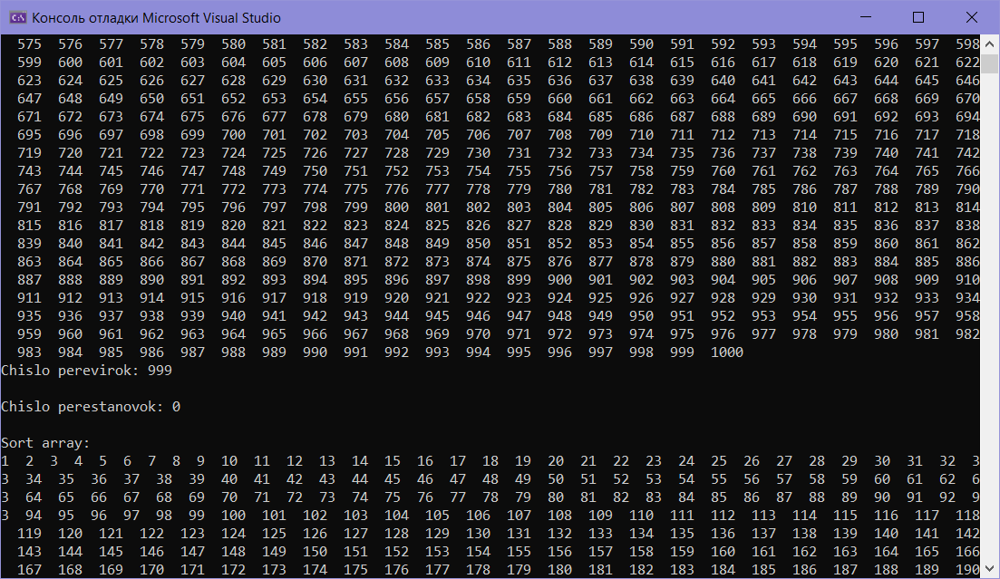 Консоль отладки Microsoft Visual Studio
575 576 577 578 579 580 581 582 583 584 585 586 587 588 589 590 591 592 593 594 595 596 597 598
599 600 601 602 603 604 605 606 607 608 609 610 611 612 613 614 615 616 617 618 619 620 621 622
623 624 625 626 627 628 629 630 631 632 633 634 635 636 637 638 639 640 641 642 643 644 645 646
647 648 649 650 651 652 653 654 655 656 657 658 659 660 661 662 663 664 665 666 667 668 669 670
671 672 673 674 675 676 677 678 679 680 681 682 683 684 685 686 687 688 689 690 691 692 693 694
695 696 697 698 699 700 701 702 703 704 705 706 707 708 709 710 711 712 713 714 715 716 717 718
719 720 721 722 723 724 725 726 727 728 729 730 731 732 733 734 735 736 737 738 739 740 741 742
743 744 745 746 747 748 749 750 751 752 753 754 755 756 757 758 759 760 761 762 763 764 765 766
767 768 769 770 771 772 773 774 775 776 777 778 779 780 781 782 783 784 785 786 787 788 789 790
791 792 793 794 795 796 797 798 799 800 801 802 803 804 805 806 807 808 809 810 811 812 813 814
815 816 817 818 819 820 821 822 823 824 825 826 827 828 829 830 831 832 833 834 835 836 837 838
839 840 841 842 843 844 845 846 847 848 849 850 851 852 853 854 855 856 857 858 859 860 861 862
863 864 865 866 867 868 869 870 871 872 873 874 875 876 877 878 879 880 881 882 883 884 885 886
887 888 889 890 891 892 893 894 895 896 897 898 899 900 901 902 903 904 905 906 907 908 909 910
911 912 913 914 915 916 917 918 919 920 921 922 923 924 925 926 927 928 929 930 931 932 933 934
935 936 937 938 939 940 941 942 943 944 945 946 947 948 949 950 951 952 953 954 955 956 957 958
959 960 961 962 963 964 965 966 967 968 969 970 971 972 973 974 975 976 977 978 979 980 981 982
983 984 985 986 987 988 989 990 991 992 993 994 995 996 997 998 999 1000
Chislo perevirok: 999
Chislo perestanovok: 0
Sort array:
1 2 3 4 5 6 7 8 9 10 11 12 13 14 15 16 17 18 19 20 21 22 23 24 25 26 27 28 29 30 31 32 3
3 34 35 36 37 38 39 40 41 42 43 44 45 46 47 48 49 50 51 52 53 54 55 56 57 58 59 60 61 62 6
3 64 65 66 67 68 69 70 71 72 73 74 75 76 77 78 79 80 81 82 83 84 85 86 87 88 89 90 91 92 9
3 94 95 96 97 98 99 100 101 102 103 104 105 106 107 108 109 110 111 112 113 114 115 116 117 118
119 120 121 122 123 124 125 126 127 128 129 130 131 132 133 134 135 136 137 138 139 140 141 142
143 144 145 146 147 148 149 150 151 152 153 154 155 156 157 158 159 160 161 162 163 164 165 166
167 168 169 170 171 172 173 174 175 176 177 178 179 180 181 182 183 184 185 186 187 188 189 190